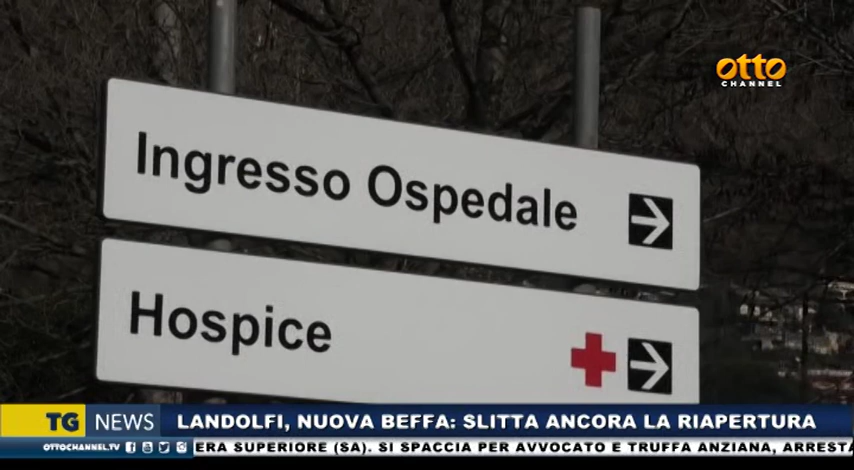 otto
CHANNEL
Ingresso Ospedale
Hospice
TG NEWS
LANDOLFI, NUOVA BEFFA: SLITTA ANCORA LA RIAPERTURA
OTTOCHANNEL.TV
ERA SUPERIORE (SA). SI SPACCIA PER AVVOCATO E TRUFFA ANZIANA, ARRESTA